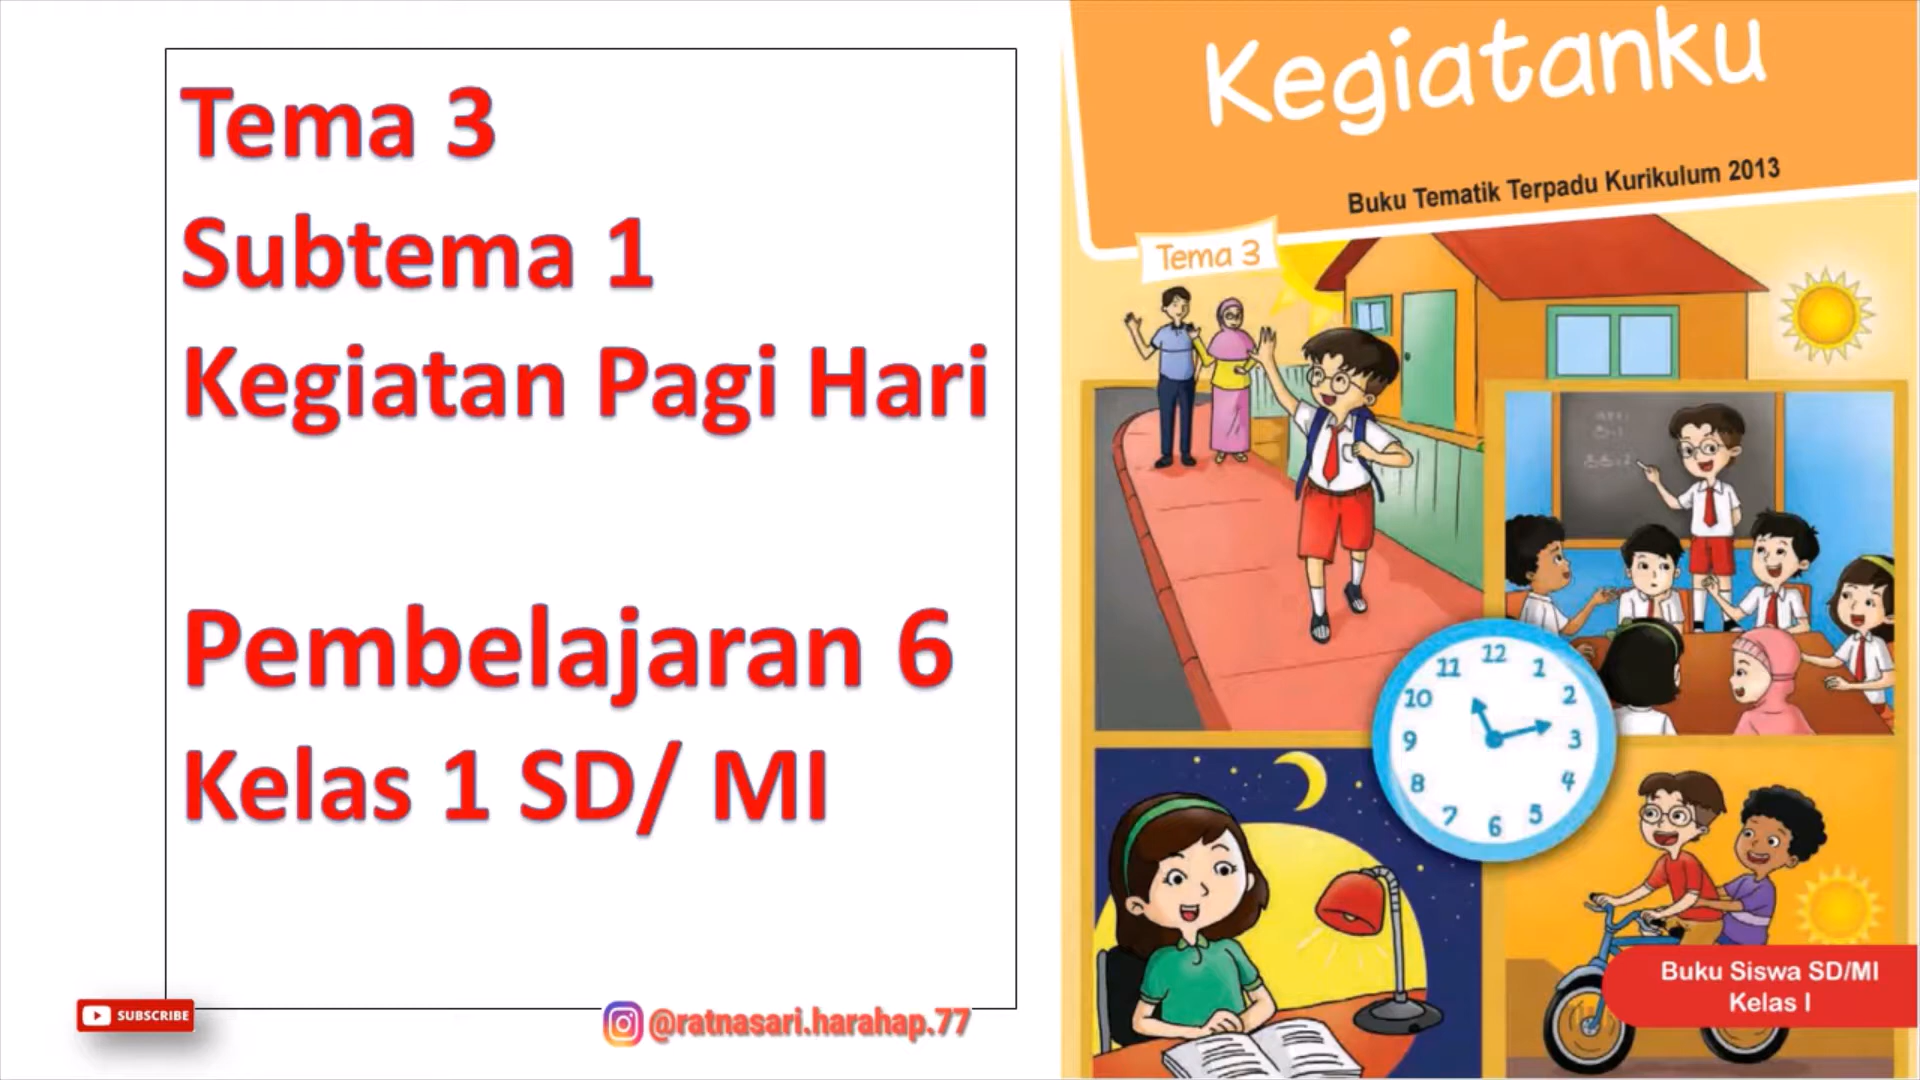 Tema 3
Subtema 1
Kegiatan Pagi Hari
Pembelajaran 6
Kelas 1 SD/ MI
SUBSCRIBE
@ratnasari.harahap.77
Kegiatanku
Buku Tematik Terpadu Kurikulum 2013
Tema 3
11 12 1
10 2
9 3
8 4
7 6 5
Buku Siswa SD/MI
Kelas I